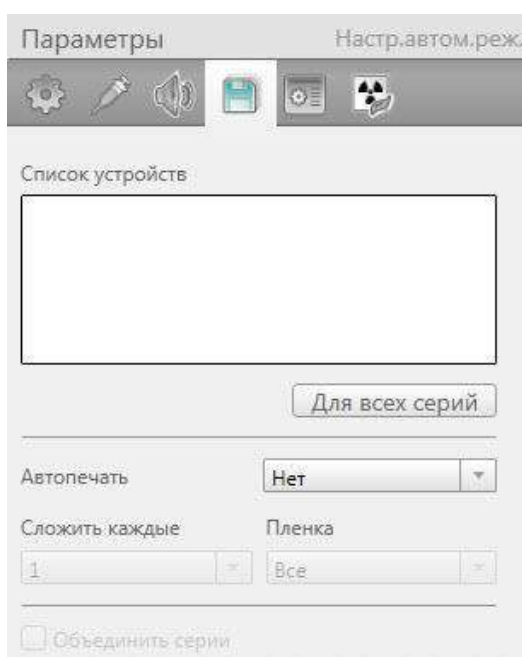 Параметры
Настр.автом.реж.
Список устройств
Для всех серий
Автопечать
Нет
Сложить каждые
Пленка
1
Все
Объединить серии